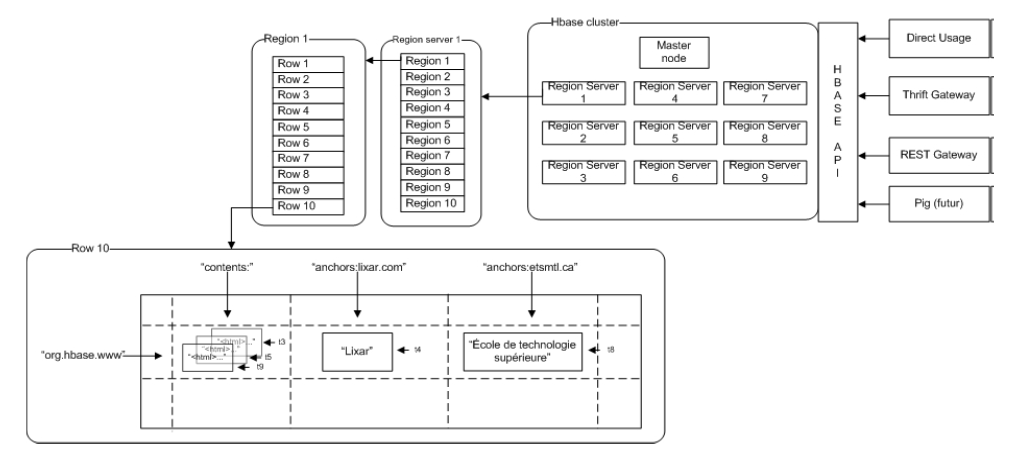 Hbase cluster
Region 1
Region server 1
Master
node
Direct Usage
Row 1
Row 2
Row 3
Row 4
Row 5
Row 6
Row 7
Row 8
Row 9
Row 10
Region 1
Region 2
Region 3
Region 4
Region 5
Region 6
Region 7
Region 8
Region 9
Region 10
Region Server
1
Region Server
4
Region Server
7
Region Server
2
Region Server
5
Region Server
8
Region Server
3
Region Server
6
Region Server
9
H
B
A
S
E
A
P
I
Thrift Gateway
REST Gateway
Pig (futur)
Row 10
“contents:”
“anchors:lixar.com”
“anchors:etsmtl.ca”
“org.hbase.www”
“<html>...”
t3
“<html>...”
t5
“<html>...”
t9
“Lixar”
t4
“École de technologie
supérieure”
t8